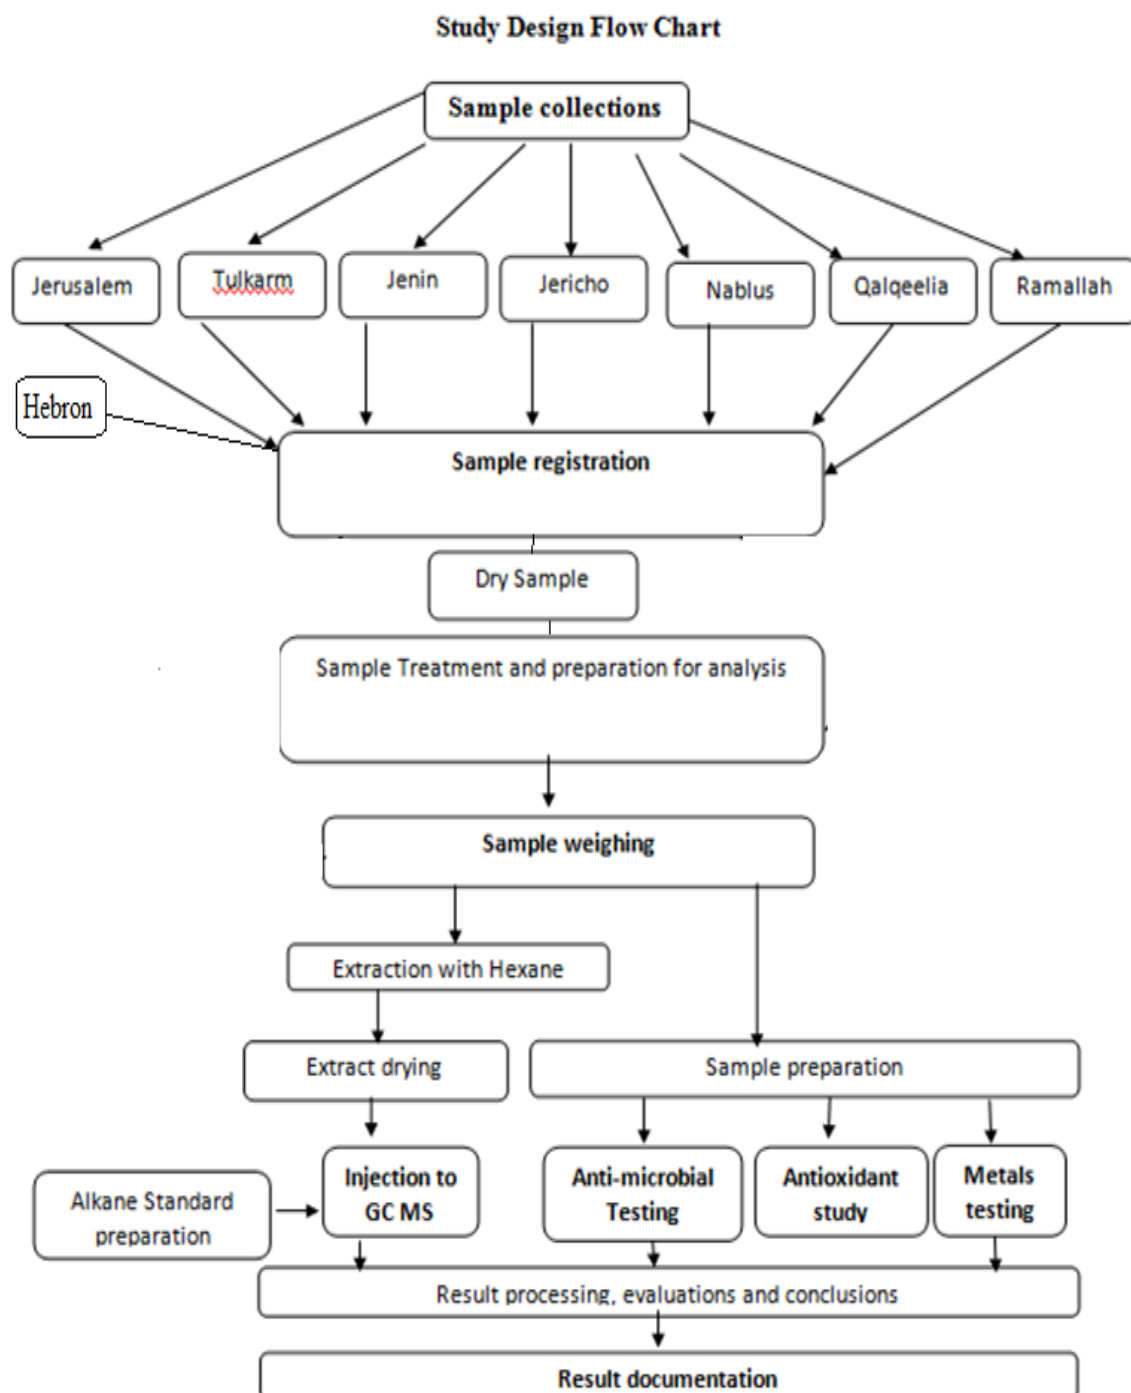 Study Design Flow Chart
Sample collections
Jerusalem
Tulkarm
Jenin
Jericho
Nablus
Qalqeelia
Ramallah
Hebron
Sample registration
Dry Sample
Sample Treatment and preparation for analysis
Sample weighing
Extraction with Hexane
Extract drying
Sample preparation
Alkane Standard
preparation
Injection to
GC MS
Anti-microbial
Testing
Antioxidant
study
Metals
testing
Result processing, evaluations and conclusions
Result documentation